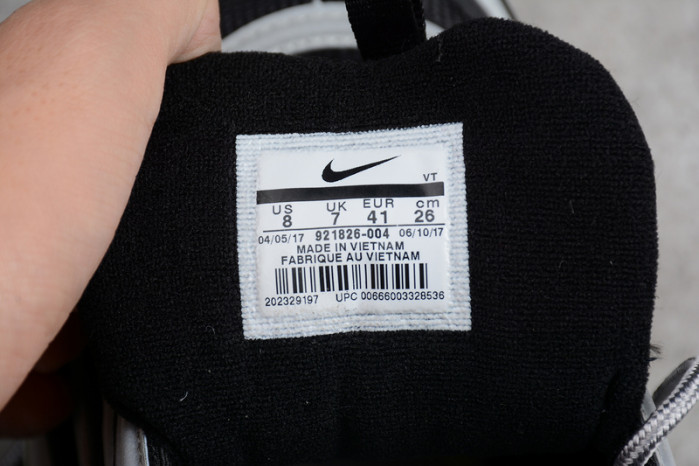 VT
US UK EUR cm
8 7 41 26
04/05/17 921826-004 06/10/17
MADE IN VIETNAM
FABRIQUE AU VIETNAM
202329197 UPC 00666003328536